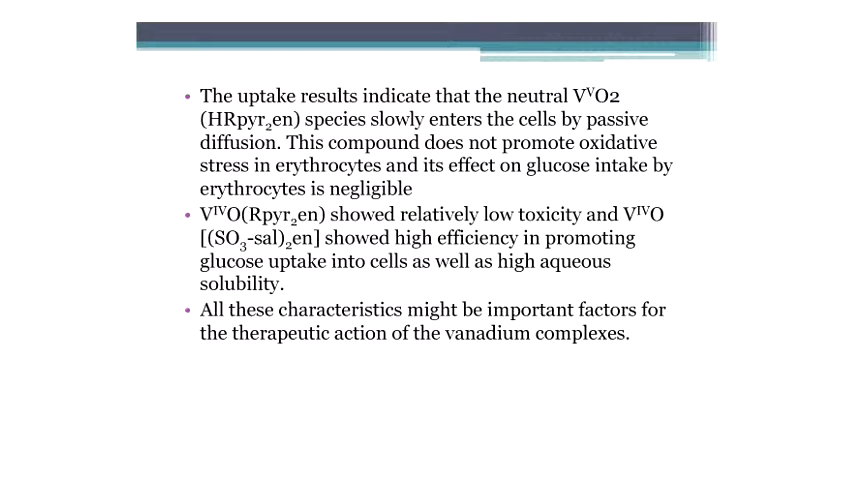 • The uptake results indicate that the neutral VⱽO2
(HRpyr₂en) species slowly enters the cells by passive
diffusion. This compound does not promote oxidative
stress in erythrocytes and its effect on glucose intake by
erythrocytes is negligible
• VᴵⱽO(Rpyr₂en) showed relatively low toxicity and VᴵⱽO
[(SO₃-sal)₂en] showed high efficiency in promoting
glucose uptake into cells as well as high aqueous
solubility.
• All these characteristics might be important factors for
the therapeutic action of the vanadium complexes.